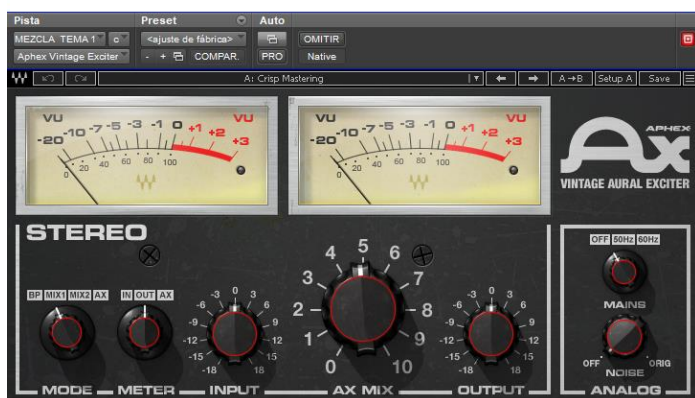 Pista Preset Auto
MEZCLA TEMA 1 c <ajuste de fábrica> OMITIR
Aphex Vintage Exciter - + COMPAR. PRO Native
A: Crisp Mastering A→B Setup A Save
VU VU
-20 -10 -7 -5 -3 -1 0 +1 +2 +3
0 20 40 60 80 100
VU VU
-20 -10 -7 -5 -3 -1 0 +1 +2 +3
0 20 40 60 80 100
APHEX
Ax
VINTAGE AURAL EXCITER
STEREO
BP MIX1 MIX2 AX
MODE
IN OUT AX
METER
-18 -15 -12 -9 -6 -3 0 3 6 9 12 15 18
INPUT
0 1 2 3 4 5 6 7 8 9 10
AX MIX
-18 -15 -12 -9 -6 -3 0 3 6 9 12 15 18
OUTPUT
OFF 50Hz 60Hz
MAINS
OFF ORIG
NOISE
ANALOG